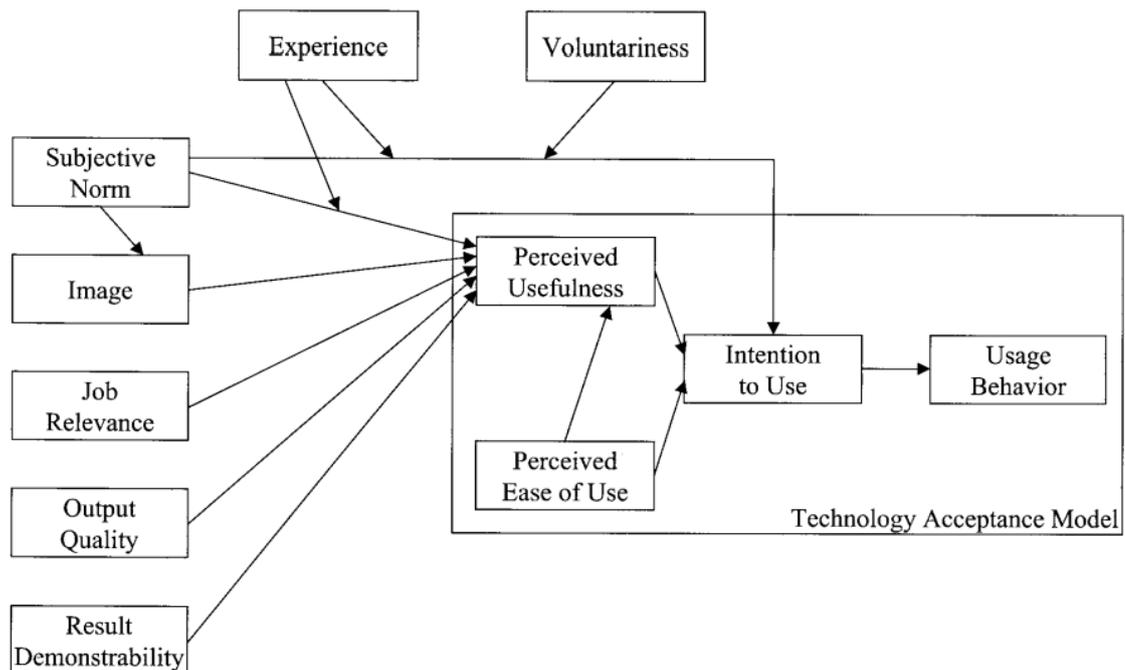 Experience
Voluntariness
Subjective
Norm
Image
Job
Relevance
Output
Quality
Result
Demonstrability
Perceived
Usefulness
Perceived
Ease of Use
Intention
to Use
Usage
Behavior
Technology Acceptance Model